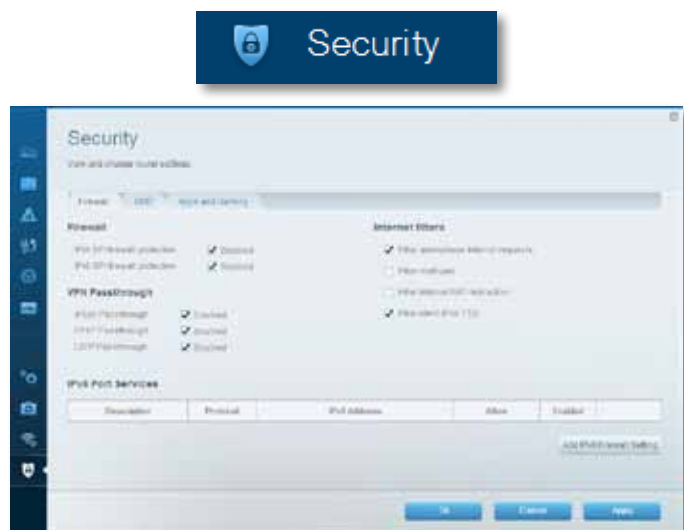 Security
Security
View and change router settings
Firewall DMZ Apps and Gaming
Firewall
IPv4 SPI firewall protection Enabled
IPv6 SPI firewall protection Enabled
VPN Passthrough
IPSec Passthrough Enabled
PPTP Passthrough Enabled
L2TP Passthrough Enabled
Internet filters
Filter anonymous Internet requests
Filter multicast
Filter Internet NAT redirection
Filter ident (Port 113)
IPv6 Port Services
Description Protocol IPv6 Address Allow Enabled
Add IPv6 Firewall Setting
Ok Cancel Apply